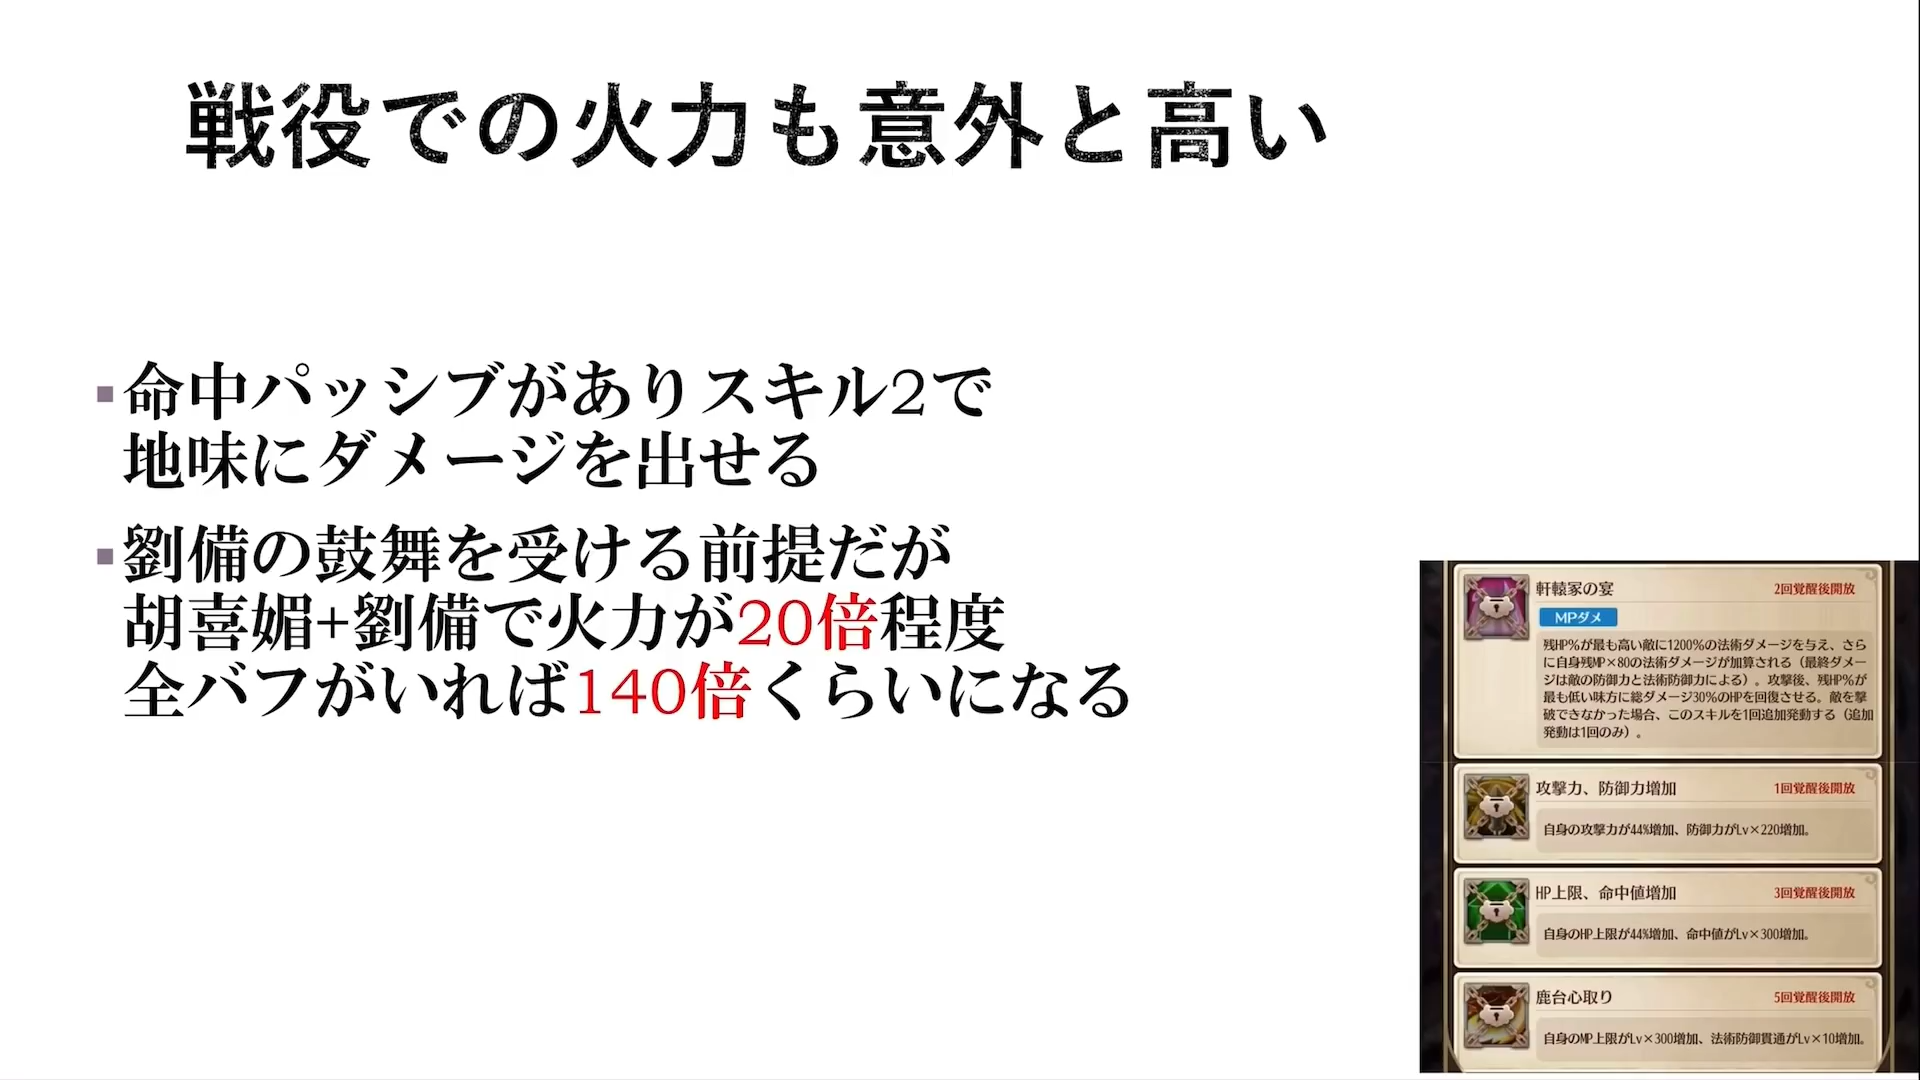 戦役での火力も意外と高い
命中パッシブがありスキル2で
地味にダメージを出せる
劉備の鼓舞を受ける前提だが
胡喜媚+劉備で火力が20倍程度
全バフがいれば140倍くらいになる
軒轅冢の宴 2回覚醒後開放
MPダメ
残HP%が最も高い敵に1200%の法術ダメージを与え、さら
に自身残MP×80の法術ダメージが加算される（最終ダメー
ジは敵の防御力と法術防御力による）。攻撃後、残HP%が
最も低い味方に総ダメージ30%のHPを回復させる。敵を撃
破できなかった場合、このスキルを1回追加発動する（追加
発動は1回のみ）。
攻撃力、防御力増加 1回覚醒後開放
自身の攻撃力が44%増加、防御力がLv×220増加。
HP上限、命中値増加 3回覚醒後開放
自身のHP上限が44%増加、命中値がLv×300増加。
鹿台心取り 5回覚醒後開放
自身のMP上限がLv×300増加、法術防御貫通がLv×10増加。